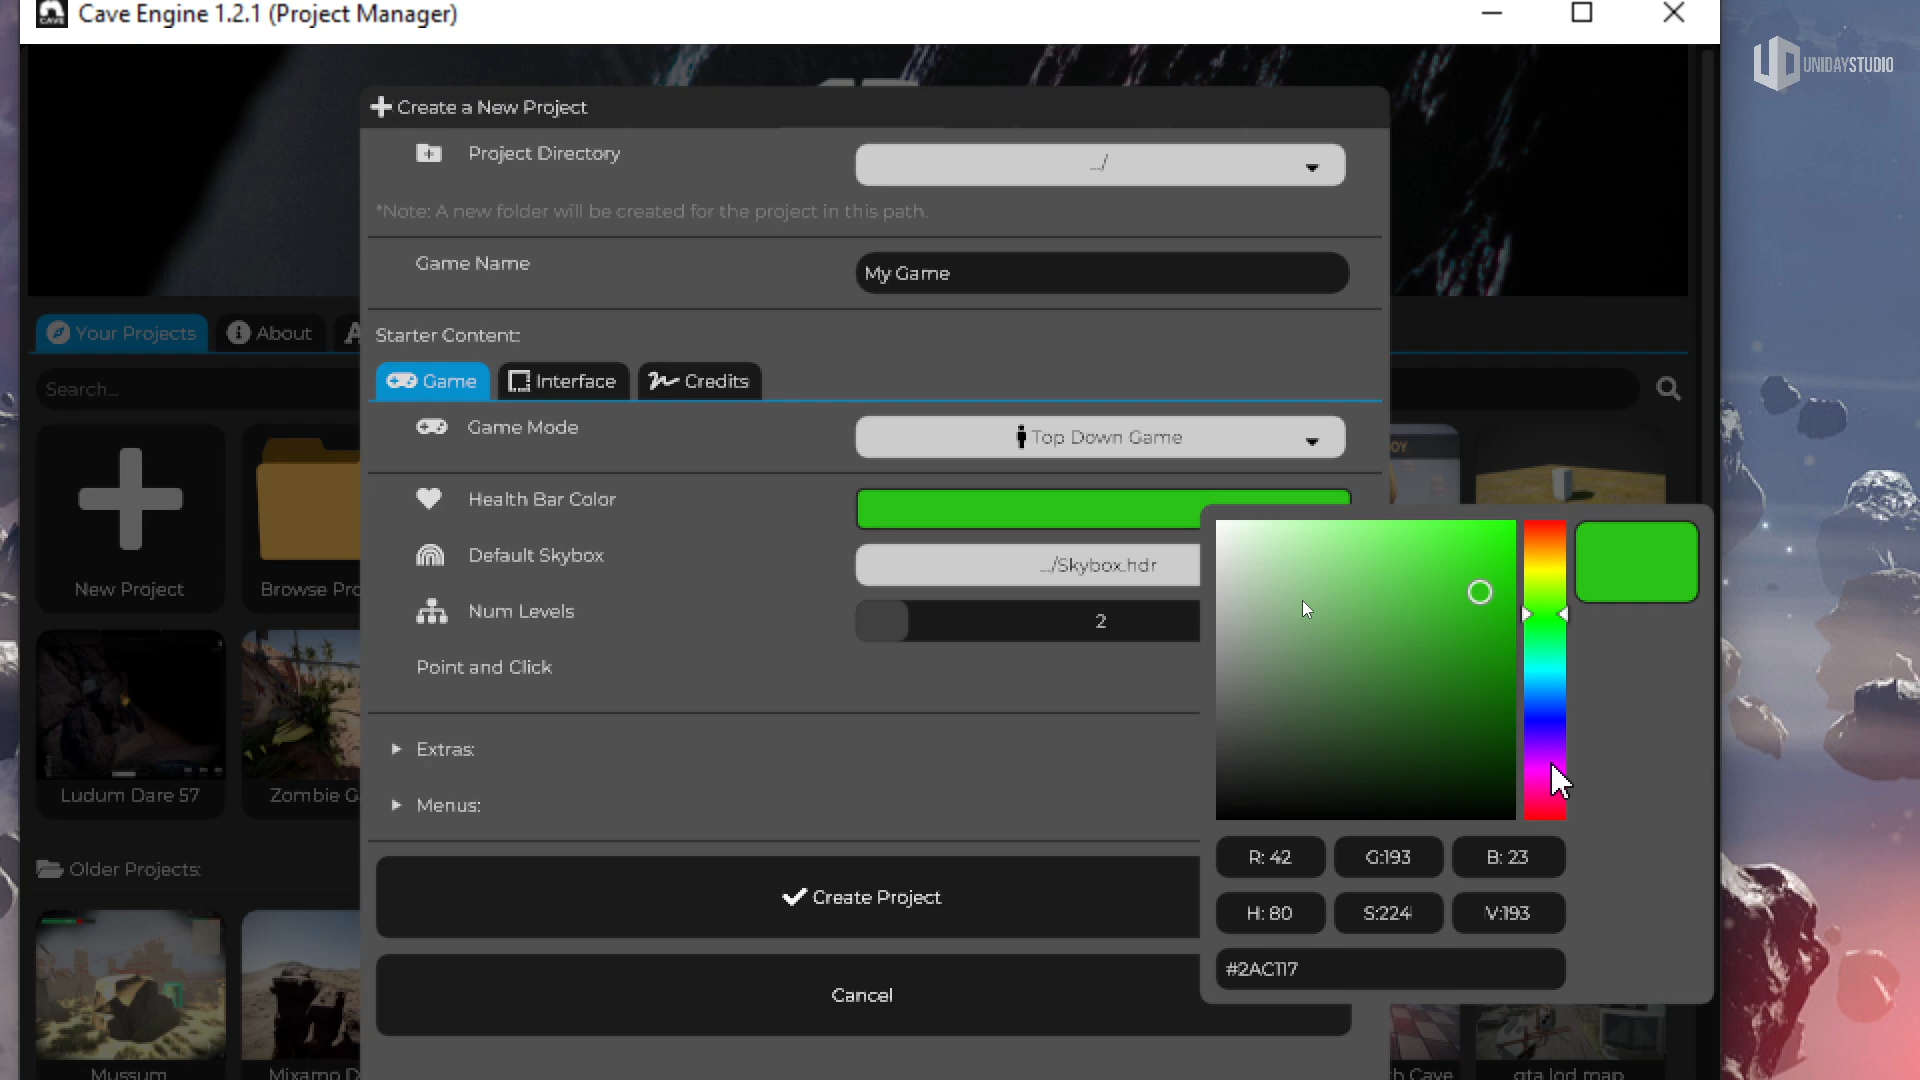 Cave Engine 1.2.1 (Project Manager)
UNIDAYSTUDIO
Create a New Project
Project Directory
../
*Note: A new folder will be created for the project in this path.
Game Name
My Game
Your Projects
About
Starter Content:
Search...
Game
Interface
Credits
Game Mode
Top Down Game
Health Bar Color
Default Skybox
../Skybox.hdr
Num Levels
2
Point and Click
New Project
Browse Pro
Extras:
Menus:
Ludum Dare 57
Zombie G
Older Projects:
Create Project
Cancel
R: 42
G:193
B: 23
H: 80
S:224
V:193
#2AC117
Mussum
Mixamo D
h Cave
gta lod map